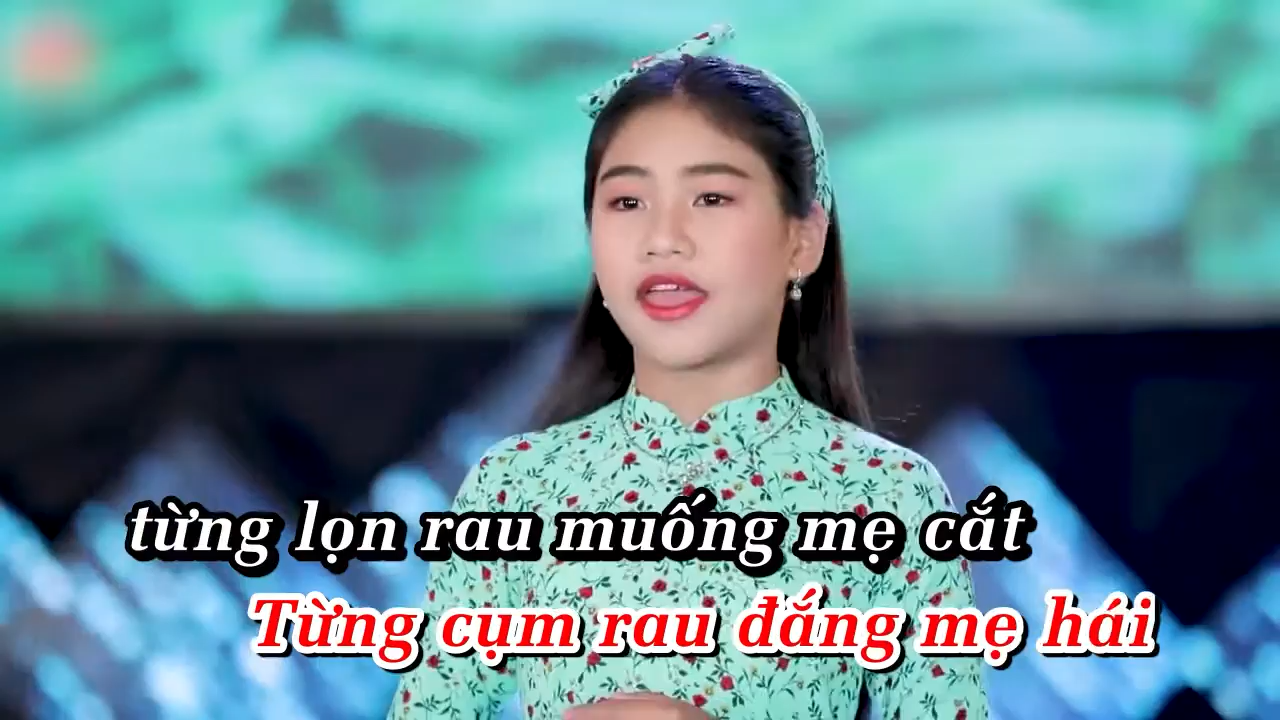 từng lọn rau muống mẹ cắt
Từng cụm rau đắng mẹ hái